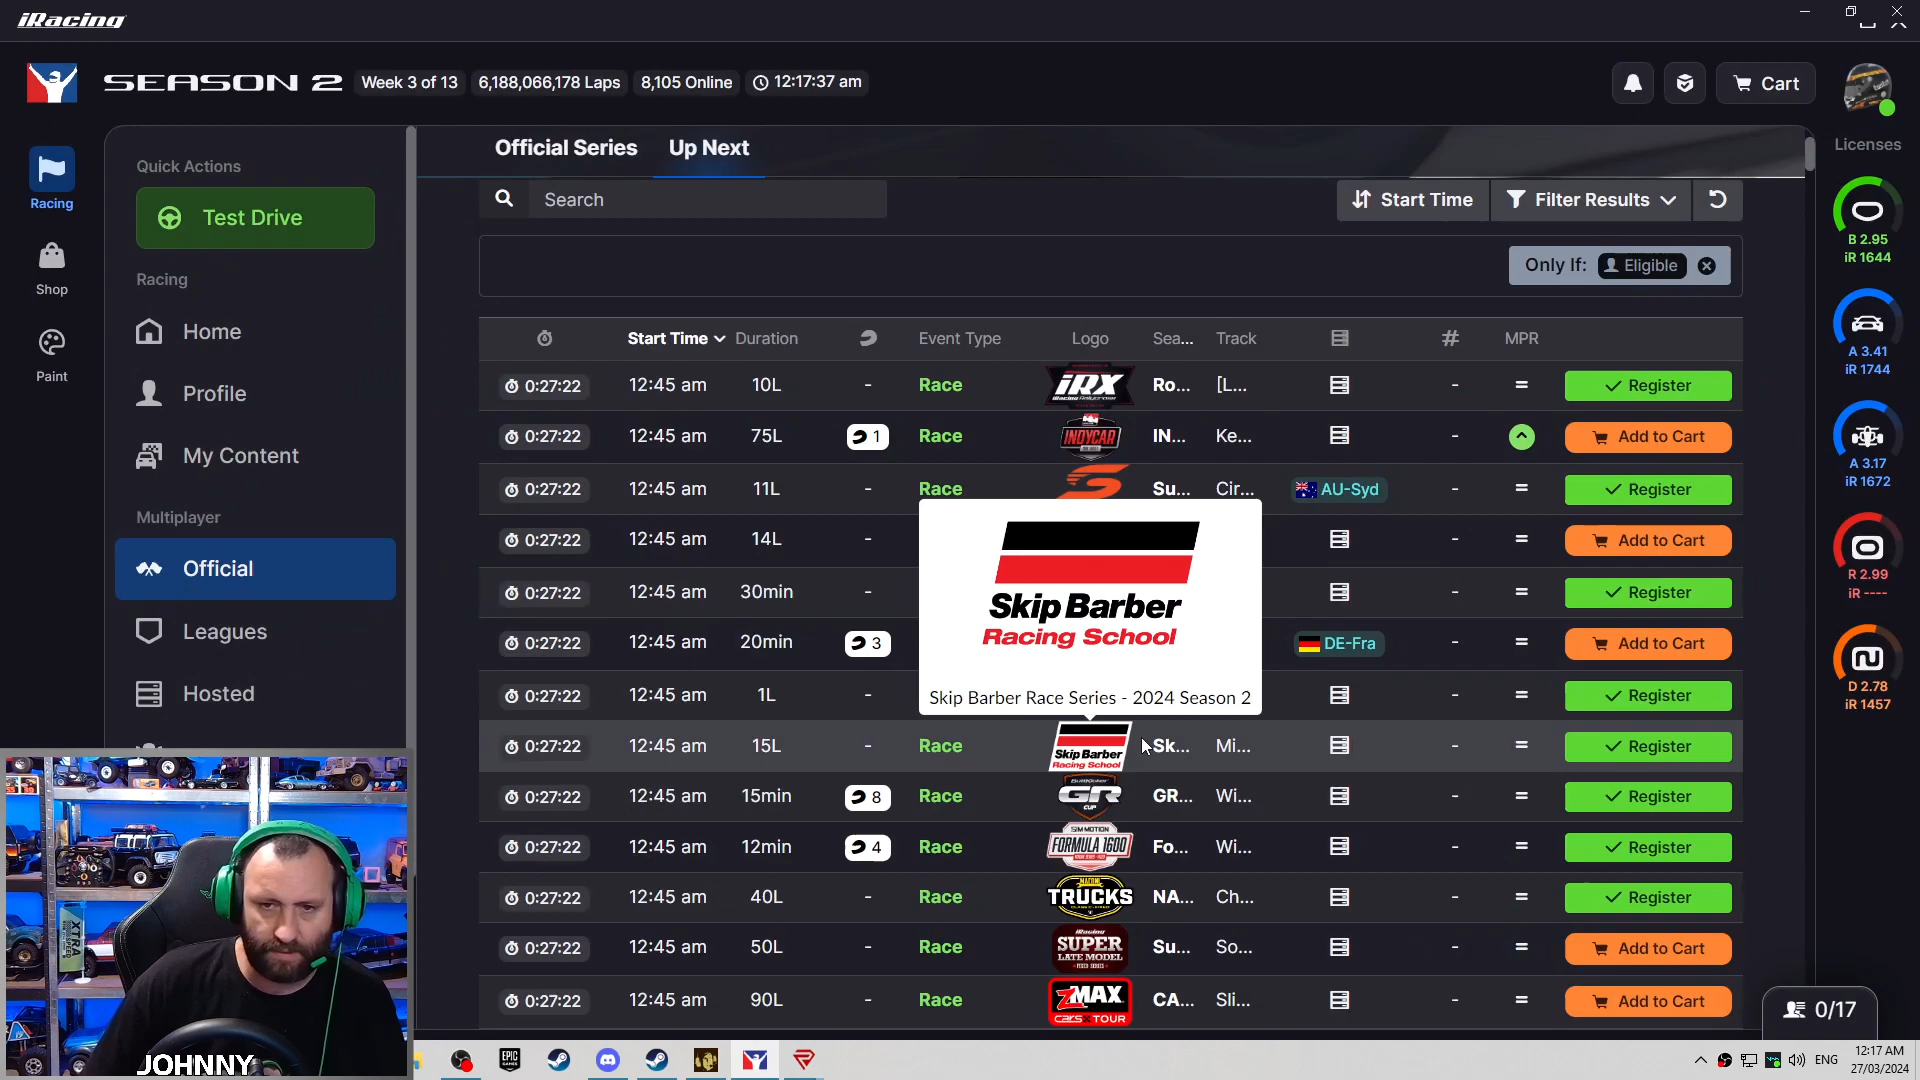 iRacing
SEASON 2
Week 3 of 13
6,188,066,178 Laps
8,105 Online
12:17:37 am
Cart
Racing
Shop
Paint
Quick Actions
Test Drive
Racing
Home
Profile
My Content
Multiplayer
Official
Leagues
Hosted
Official Series
Up Next
Search
Start Time
Filter Results
Only If: Eligible
Start Time Duration Event Type Logo Sea... Track # MPR
0:27:22 12:45 am 10L - Race iRX Ro... [L... - = Register
0:27:22 12:45 am 75L 1 Race INDYCAR IN... Ke... - Add to Cart
0:27:22 12:45 am 11L - Race Su... Cir... AU-Syd - = Register
0:27:22 12:45 am 14L - - = Add to Cart
0:27:22 12:45 am 30min - - = Register
0:27:22 12:45 am 20min 3 DE-Fra - = Add to Cart
0:27:22 12:45 am 1L - - = Register
Skip Barber
Racing School
Skip Barber Race Series - 2024 Season 2
0:27:22 12:45 am 15L - Race Skip Barber Racing School Sk... Mi... - = Register
0:27:22 12:45 am 15min 8 Race GR CUP GR... Wi... - = Register
0:27:22 12:45 am 12min 4 Race FORMULA 1600 Fo... Wi... - = Register
0:27:22 12:45 am 40L - Race TRUCKS NA... Ch... - = Register
0:27:22 12:45 am 50L - Race SUPER LATE MODEL Su... So... - = Add to Cart
0:27:22 12:45 am 90L - Race ZMAX CARS TOUR CA... Sli... - = Add to Cart
Licenses
B 2.95
iR 1644
A 3.41
iR 1744
A 3.17
iR 1672
R 2.99
iR ----
D 2.78
iR 1457
0/17
JOHNNY
XTRA SPEED
EPIC GAMES
ENG
12:17 AM
27/03/2024